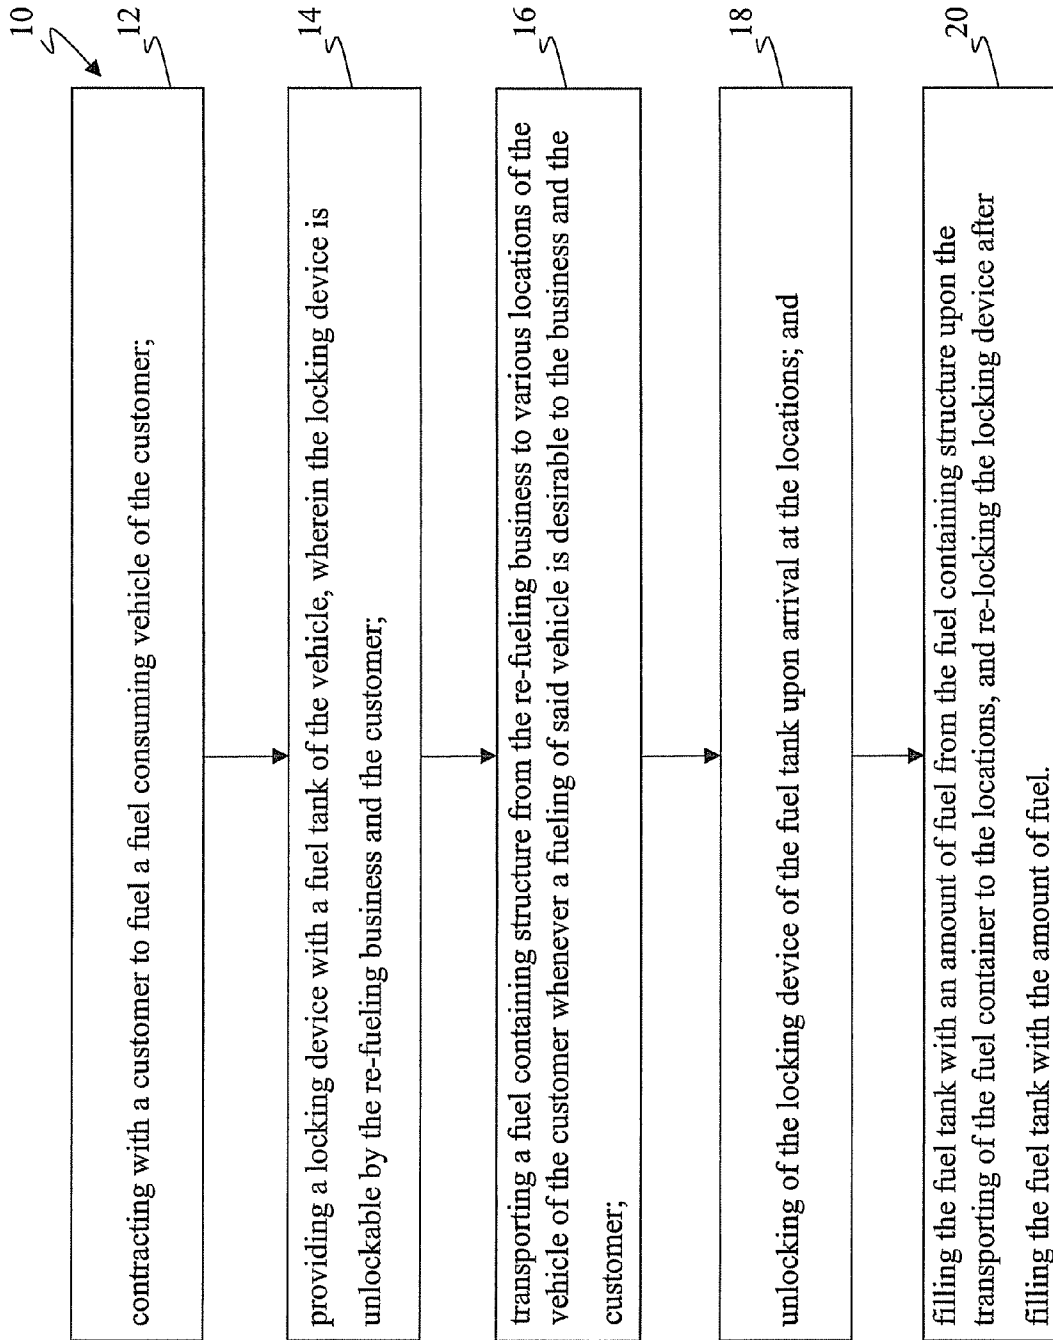 10
12
contracting with a customer to fuel a fuel consuming vehicle of the customer;
14
providing a locking device with a fuel tank of the vehicle, wherein the locking device is
unlockable by the re-fueling business and the customer;
16
transporting a fuel containing structure from the re-fueling business to various locations of the
vehicle of the customer whenever a fueling of said vehicle is desirable to the business and the
customer;
18
unlocking of the locking device of the fuel tank upon arrival at the locations; and
20
filling the fuel tank with an amount of fuel from the fuel containing structure upon the
transporting of the fuel container to the locations, and re-locking the locking device after
filling the fuel tank with the amount of fuel.